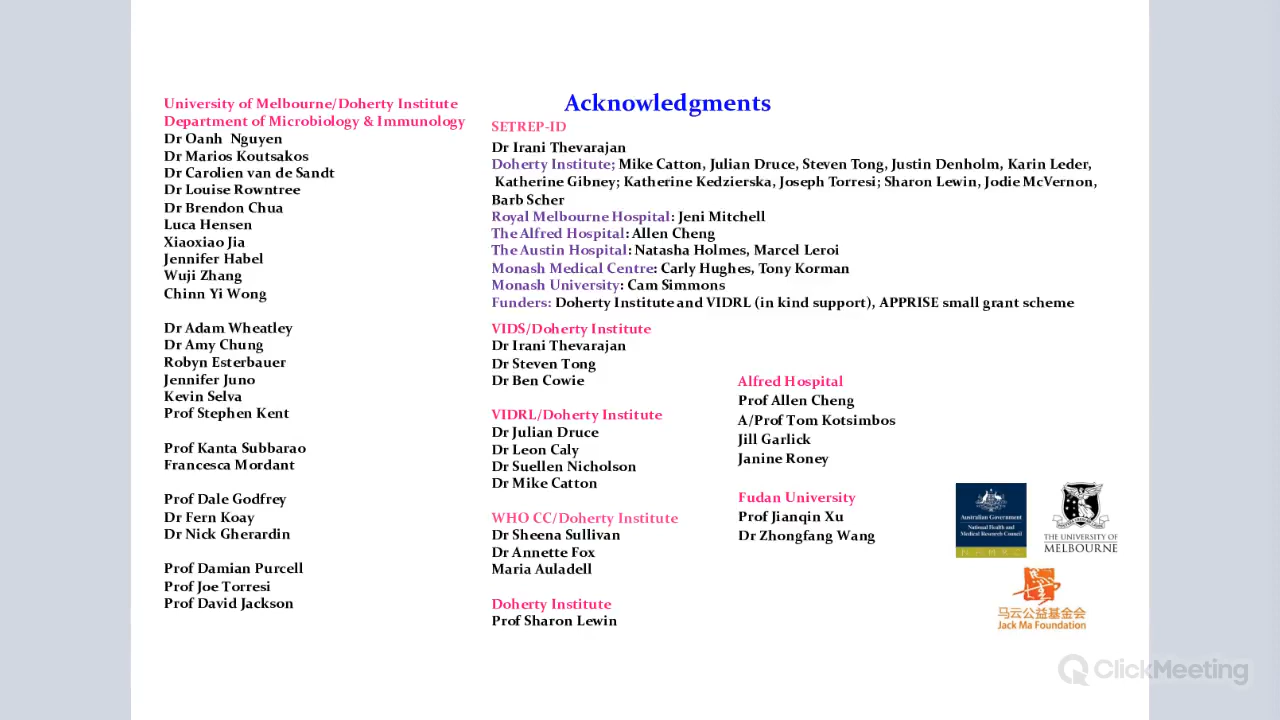 Acknowledgments
University of Melbourne/Doherty Institute
Department of Microbiology & Immunology
Dr Oanh Nguyen
Dr Marios Koutsakos
Dr Carolien van de Sandt
Dr Louise Rowntree
Dr Brendon Chua
Luca Hensen
Xiaoxiao Jia
Jennifer Habel
Wuji Zhang
Chinn Yi Wong
Dr Adam Wheatley
Dr Amy Chung
Robyn Esterbauer
Jennifer Juno
Kevin Selva
Prof Stephen Kent
Prof Kanta Subbarao
Francesca Mordant
Prof Dale Godfrey
Dr Fern Koay
Dr Nick Gherardin
Prof Damian Purcell
Prof Joe Torresi
Prof David Jackson
SETREP-ID
Dr Irani Thevarajan
Doherty Institute; Mike Catton, Julian Druce, Steven Tong, Justin Denholm, Karin Leder,
Katherine Gibney; Katherine Kedzierska, Joseph Torresi; Sharon Lewin, Jodie McVernon,
Barb Scher
Royal Melbourne Hospital: Jeni Mitchell
The Alfred Hospital: Allen Cheng
The Austin Hospital: Natasha Holmes, Marcel Leroi
Monash Medical Centre: Carly Hughes, Tony Korman
Monash University: Cam Simmons
Funders: Doherty Institute and VIDRL (in kind support), APPRISE small grant scheme
VIDS/Doherty Institute
Dr Irani Thevarajan
Dr Steven Tong
Dr Ben Cowie
VIDRL/Doherty Institute
Dr Julian Druce
Dr Leon Caly
Dr Suellen Nicholson
Dr Mike Catton
WHO CC/Doherty Institute
Dr Sheena Sullivan
Dr Annette Fox
Maria Auladell
Doherty Institute
Prof Sharon Lewin
Alfred Hospital
Prof Allen Cheng
A/Prof Tom Kotsimbos
Jill Garlick
Janine Roney
Fudan University
Prof Jianqin Xu
Dr Zhongfang Wang
Australian Government
National Health and
Medical Research Council
NHMRC
THE UNIVERSITY OF
MELBOURNE
马云公益基金会
Jack Ma Foundation
ClickMeeting